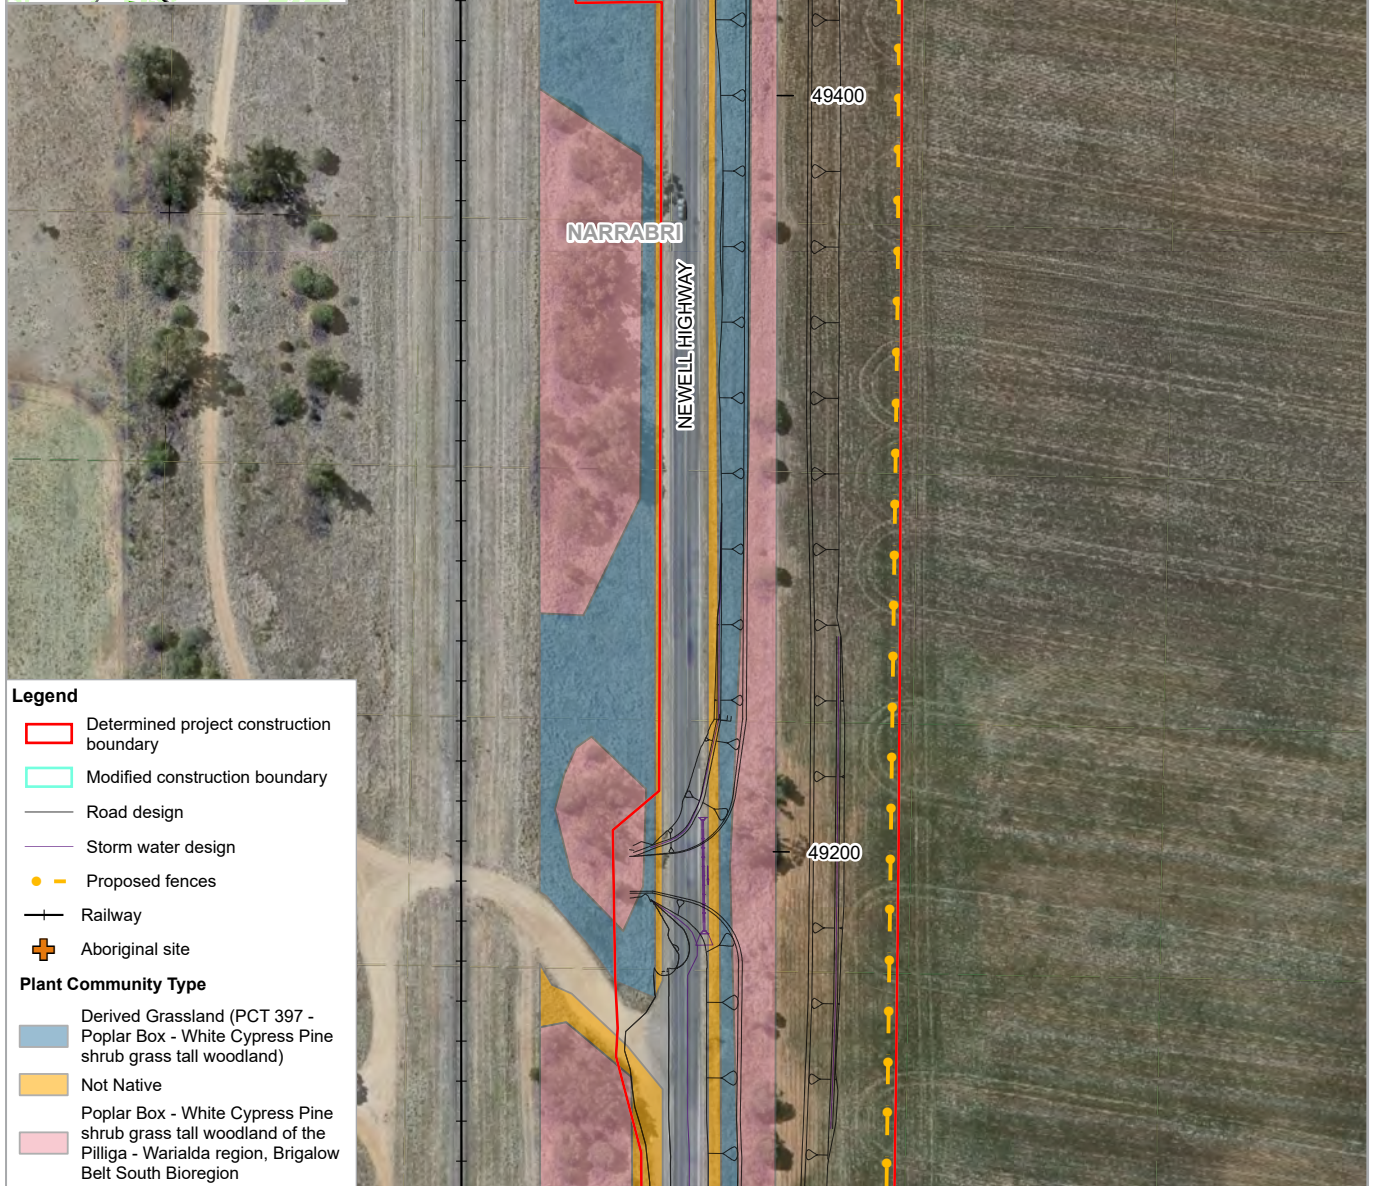 49400
NARRABRI
NEWELL HIGHWAY
49200
Legend
Determined project construction
boundary
Modified construction boundary
Road design
Storm water design
Proposed fences
Railway
Aboriginal site
Plant Community Type
Derived Grassland (PCT 397 -
Poplar Box - White Cypress Pine
shrub grass tall woodland)
Not Native
Poplar Box - White Cypress Pine
shrub grass tall woodland of the
Pilliga - Warialda region, Brigalow
Belt South Bioregion